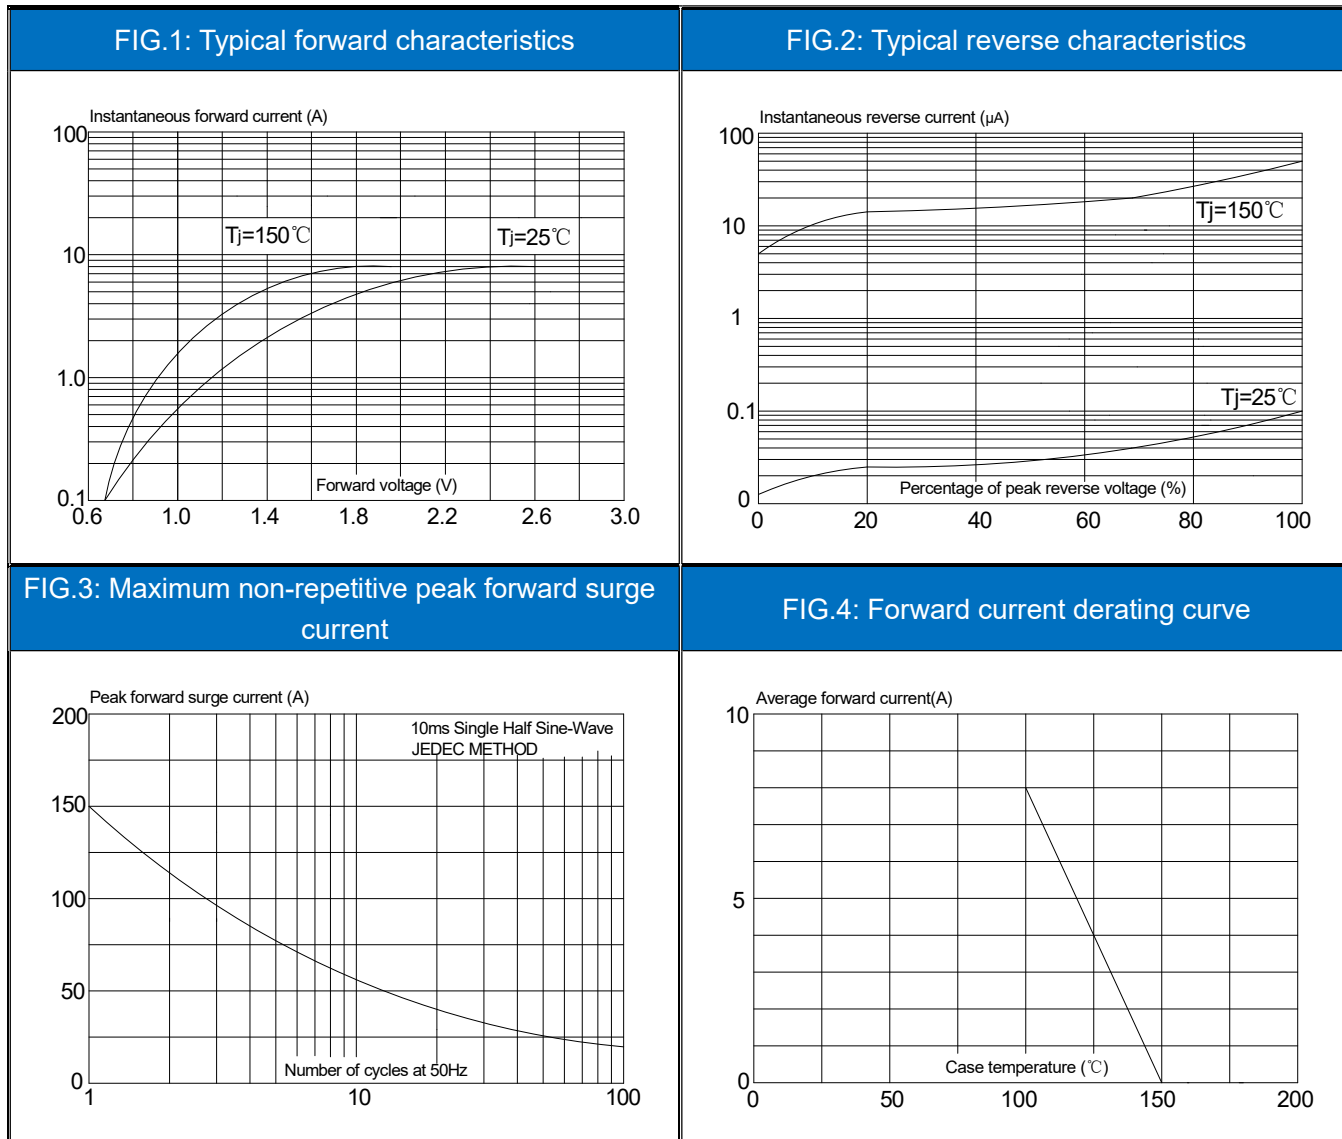 FIG.1: Typical forward characteristics
Instantaneous forward current (A)
100
10
1.0
0.1
Tj=150℃
Tj=25℃
Forward voltage (V)
0.6 1.0 1.4 1.8 2.2 2.6 3.0
FIG.2: Typical reverse characteristics
Instantaneous reverse current (μA)
100
10
1
0.1
0
Tj=150℃
Tj=25℃
Percentage of peak reverse voltage (%)
0 20 40 60 80 100
FIG.3: Maximum non-repetitive peak forward surge
current
Peak forward surge current (A)
200
150
100
50
0
10ms Single Half Sine-Wave
JEDEC METHOD
Number of cycles at 50Hz
1 10 100
FIG.4: Forward current derating curve
Average forward current(A)
10
5
0
Case temperature (℃)
0 50 100 150 200